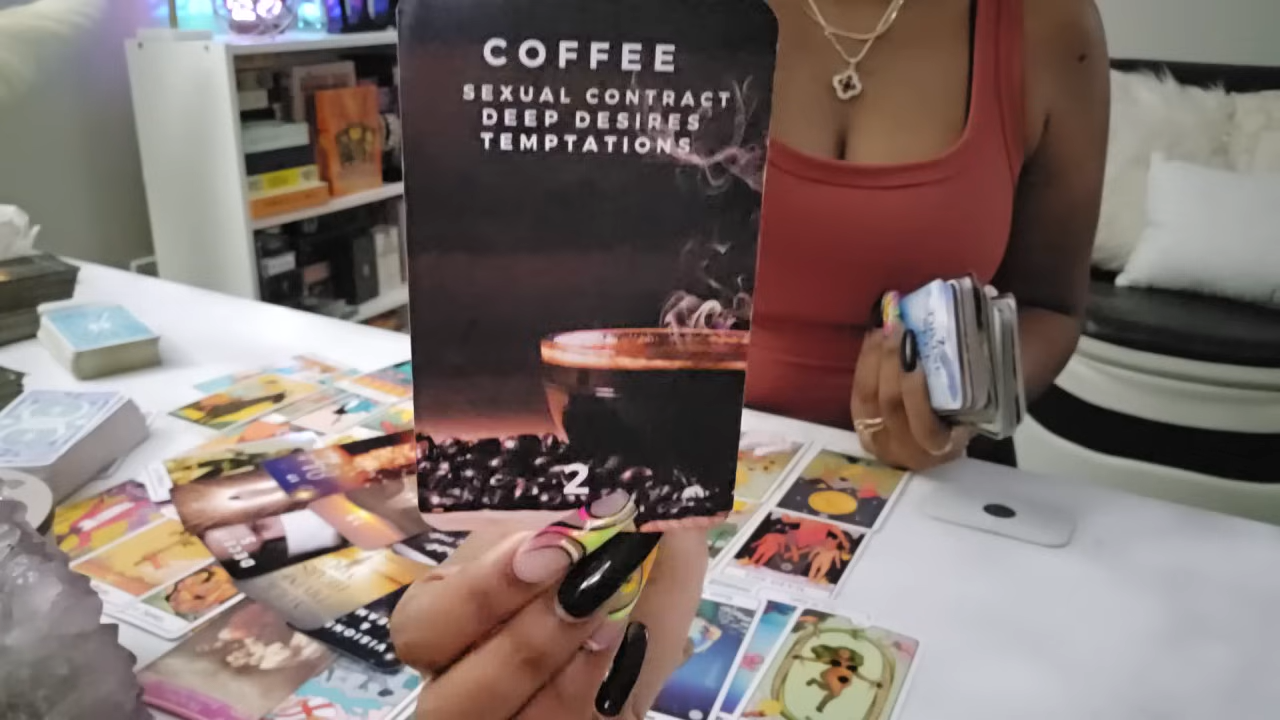 COFFEE
SEXUAL CONTRACT
DEEP DESIRES
TEMPTATIONS
2